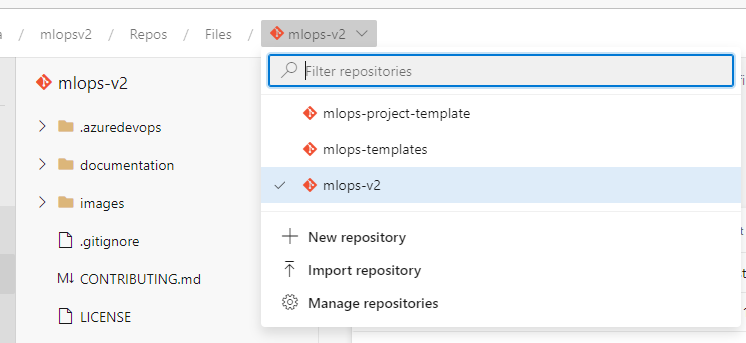 mlopsv2 / Repos / Files / mlops-v2
Filter repositories
mlops-v2
mlops-project-template
.azuredevops
mlops-templates
documentation
mlops-v2
images
.gitignore
New repository
CONTRIBUTING.md
Import repository
LICENSE
Manage repositories